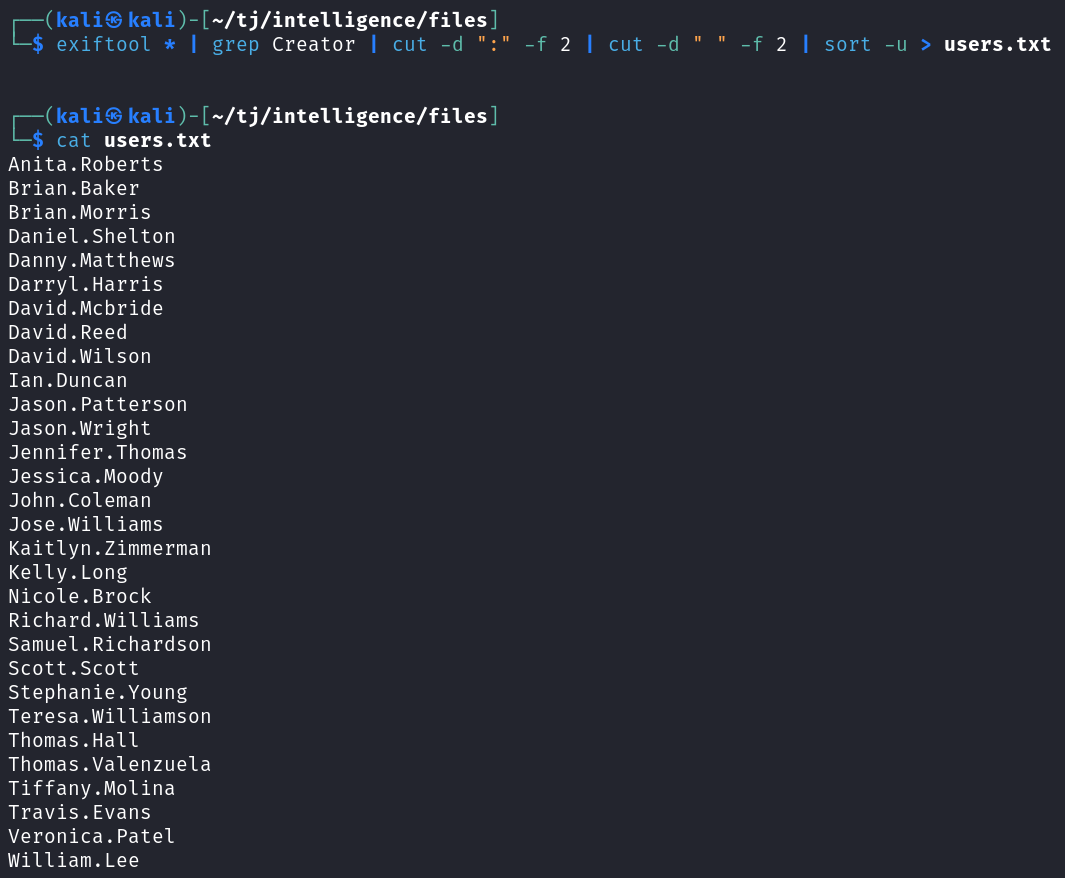 ┌──(kali㉿kali)-[~/tj/intelligence/files]
└─$ exiftool * | grep Creator | cut -d ":" -f 2 | cut -d " " -f 2 | sort -u > users.txt
┌──(kali㉿kali)-[~/tj/intelligence/files]
└─$ cat users.txt
Anita.Roberts
Brian.Baker
Brian.Morris
Daniel.Shelton
Danny.Matthews
Darryl.Harris
David.Mcbride
David.Reed
David.Wilson
Ian.Duncan
Jason.Patterson
Jason.Wright
Jennifer.Thomas
Jessica.Moody
John.Coleman
Jose.Williams
Kaitlyn.Zimmerman
Kelly.Long
Nicole.Brock
Richard.Williams
Samuel.Richardson
Scott.Scott
Stephanie.Young
Teresa.Williamson
Thomas.Hall
Thomas.Valenzuela
Tiffany.Molina
Travis.Evans
Veronica.Patel
William.Lee